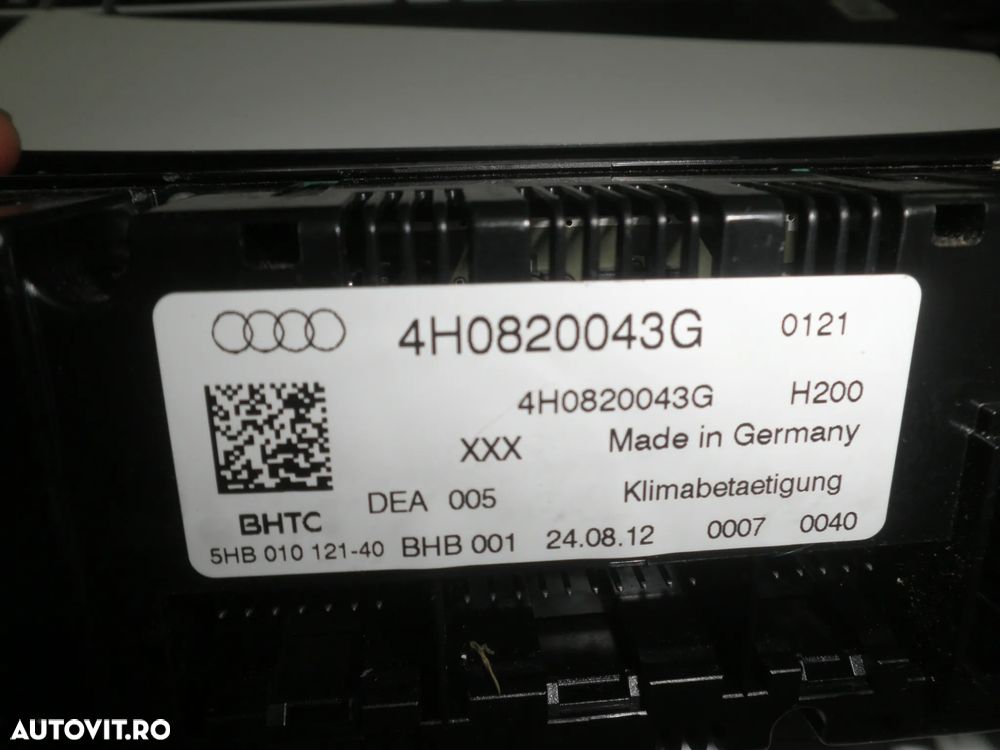 4H0820043G 0121
4H0820043G H200
XXX Made in Germany
DEA 005 Klimabetaetigung
BHTC
5HB 010 121-40 BHB 001 24.08.12 0007 0040
AUTOVIT.RO